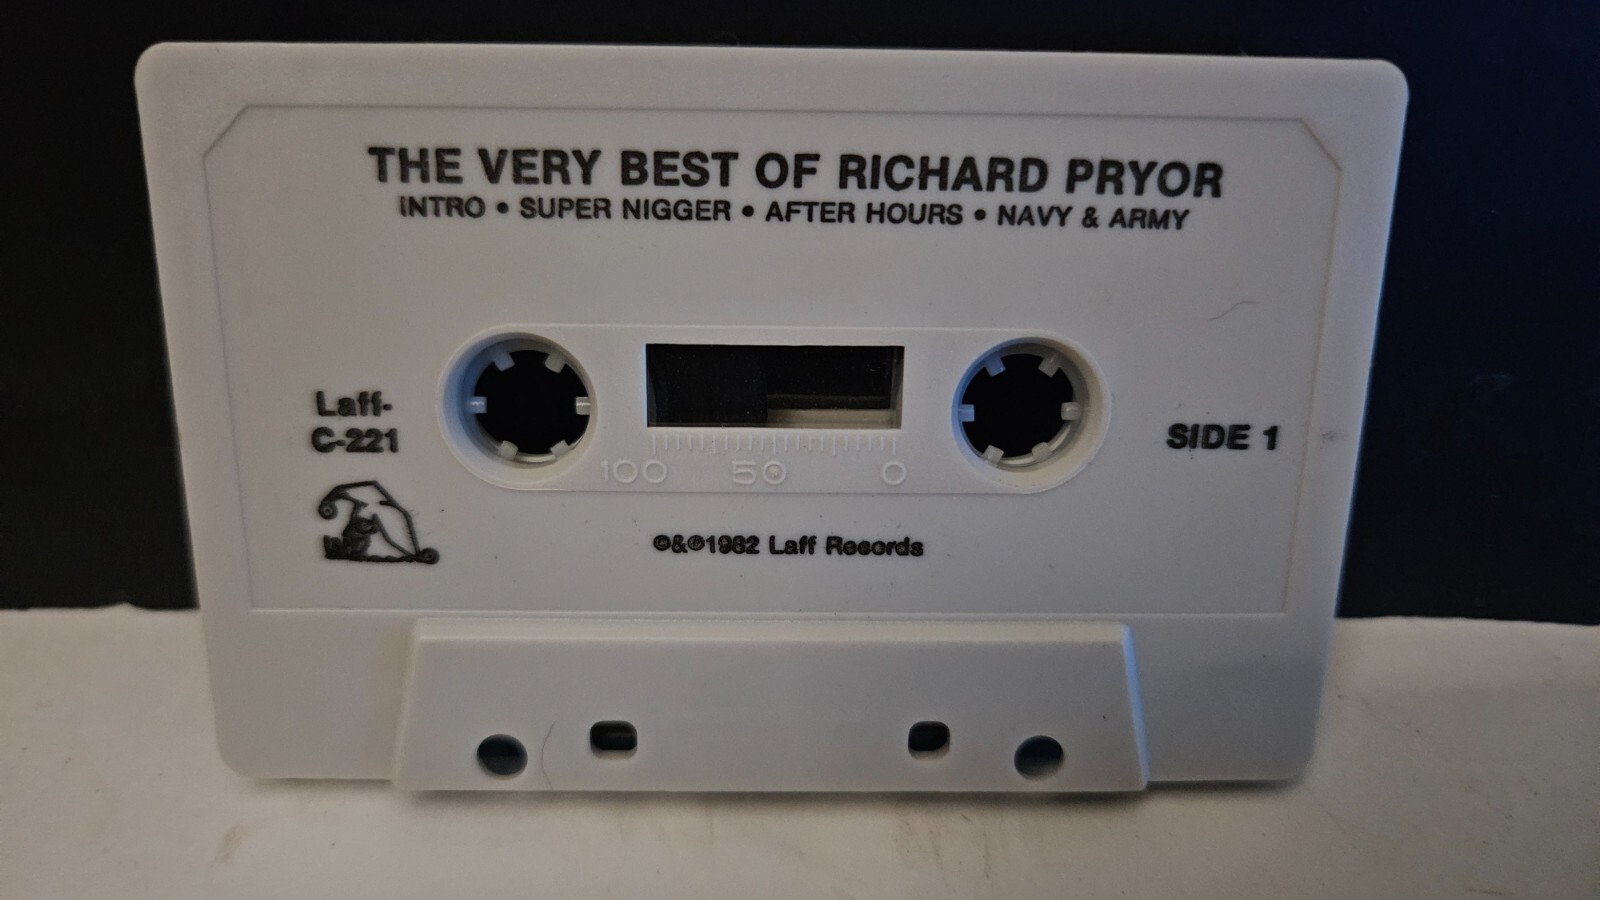 THE VERY BEST OF RICHARD PRYOR
INTRO • SUPER NIGGER • AFTER HOURS • NAVY & ARMY
Laff-
C-221
SIDE 1
100 50 0
©&℗1982 Laff Records